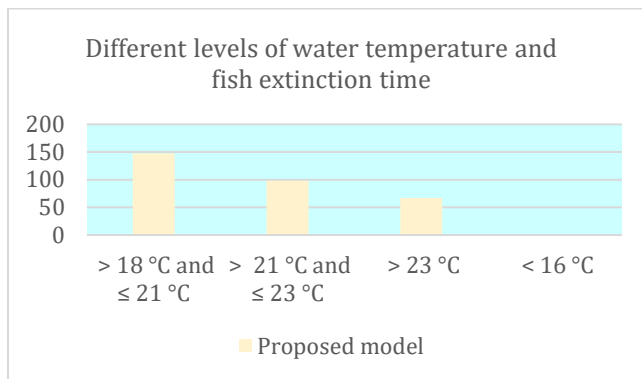 Different levels of water temperature and
fish extinction time
200
150
100
50
0
> 18 °C and
≤ 21 °C
> 21 °C and
≤ 23 °C
> 23 °C
< 16 °C
Proposed model